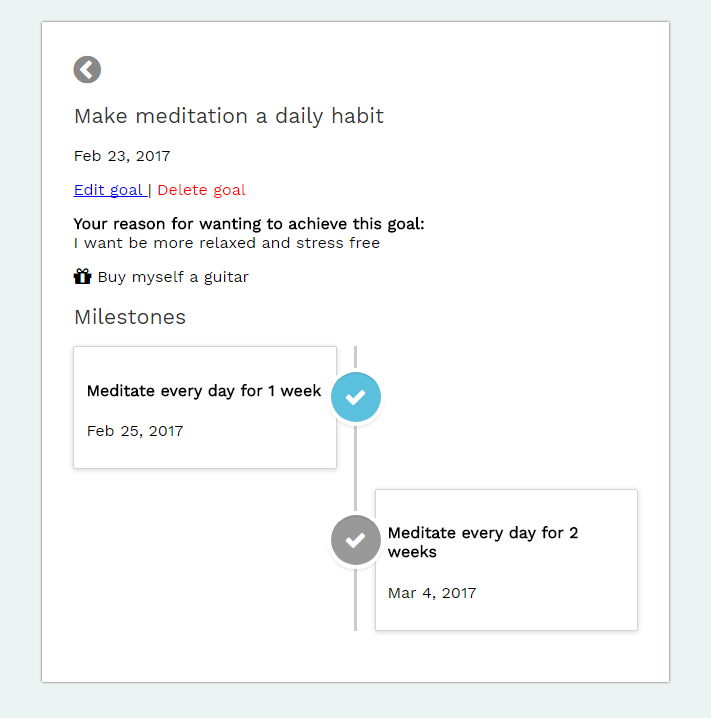 Make meditation a daily habit
Feb 23, 2017
Edit goal | Delete goal
Your reason for wanting to achieve this goal:
I want be more relaxed and stress free
Buy myself a guitar
Milestones
Meditate every day for 1 week
Feb 25, 2017
Meditate every day for 2
weeks
Mar 4, 2017